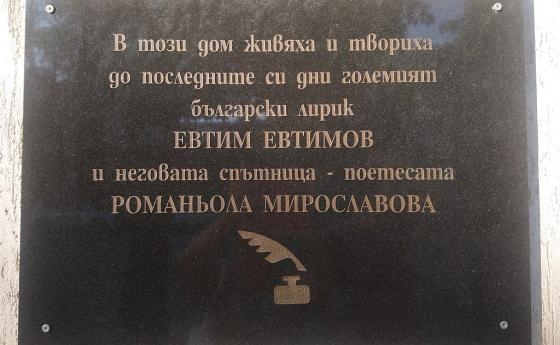 В този дом живяха и твориха
до последните си дни големият
български лирик
ЕВТИМ ЕВТИМОВ
и неговата спътница - поетесата
РОМАНЬОЛА МИРОСЛАВОВА